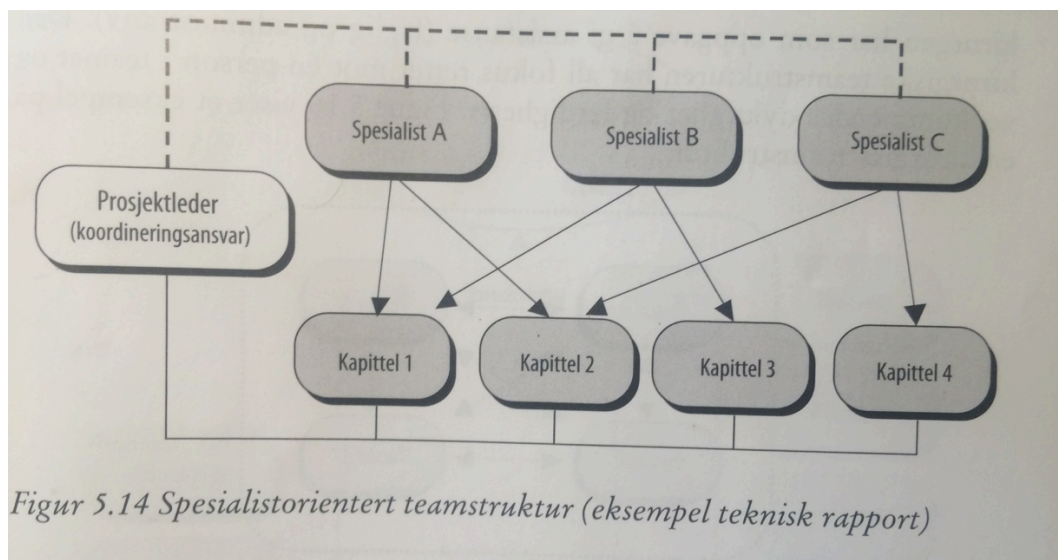 Spesialist A
Spesialist B
Spesialist C
Prosjektleder
(koordineringsansvar)
Kapittel 1
Kapittel 2
Kapittel 3
Kapittel 4
Figur 5.14 Spesialistorientert teamstruktur (eksempel teknisk rapport)